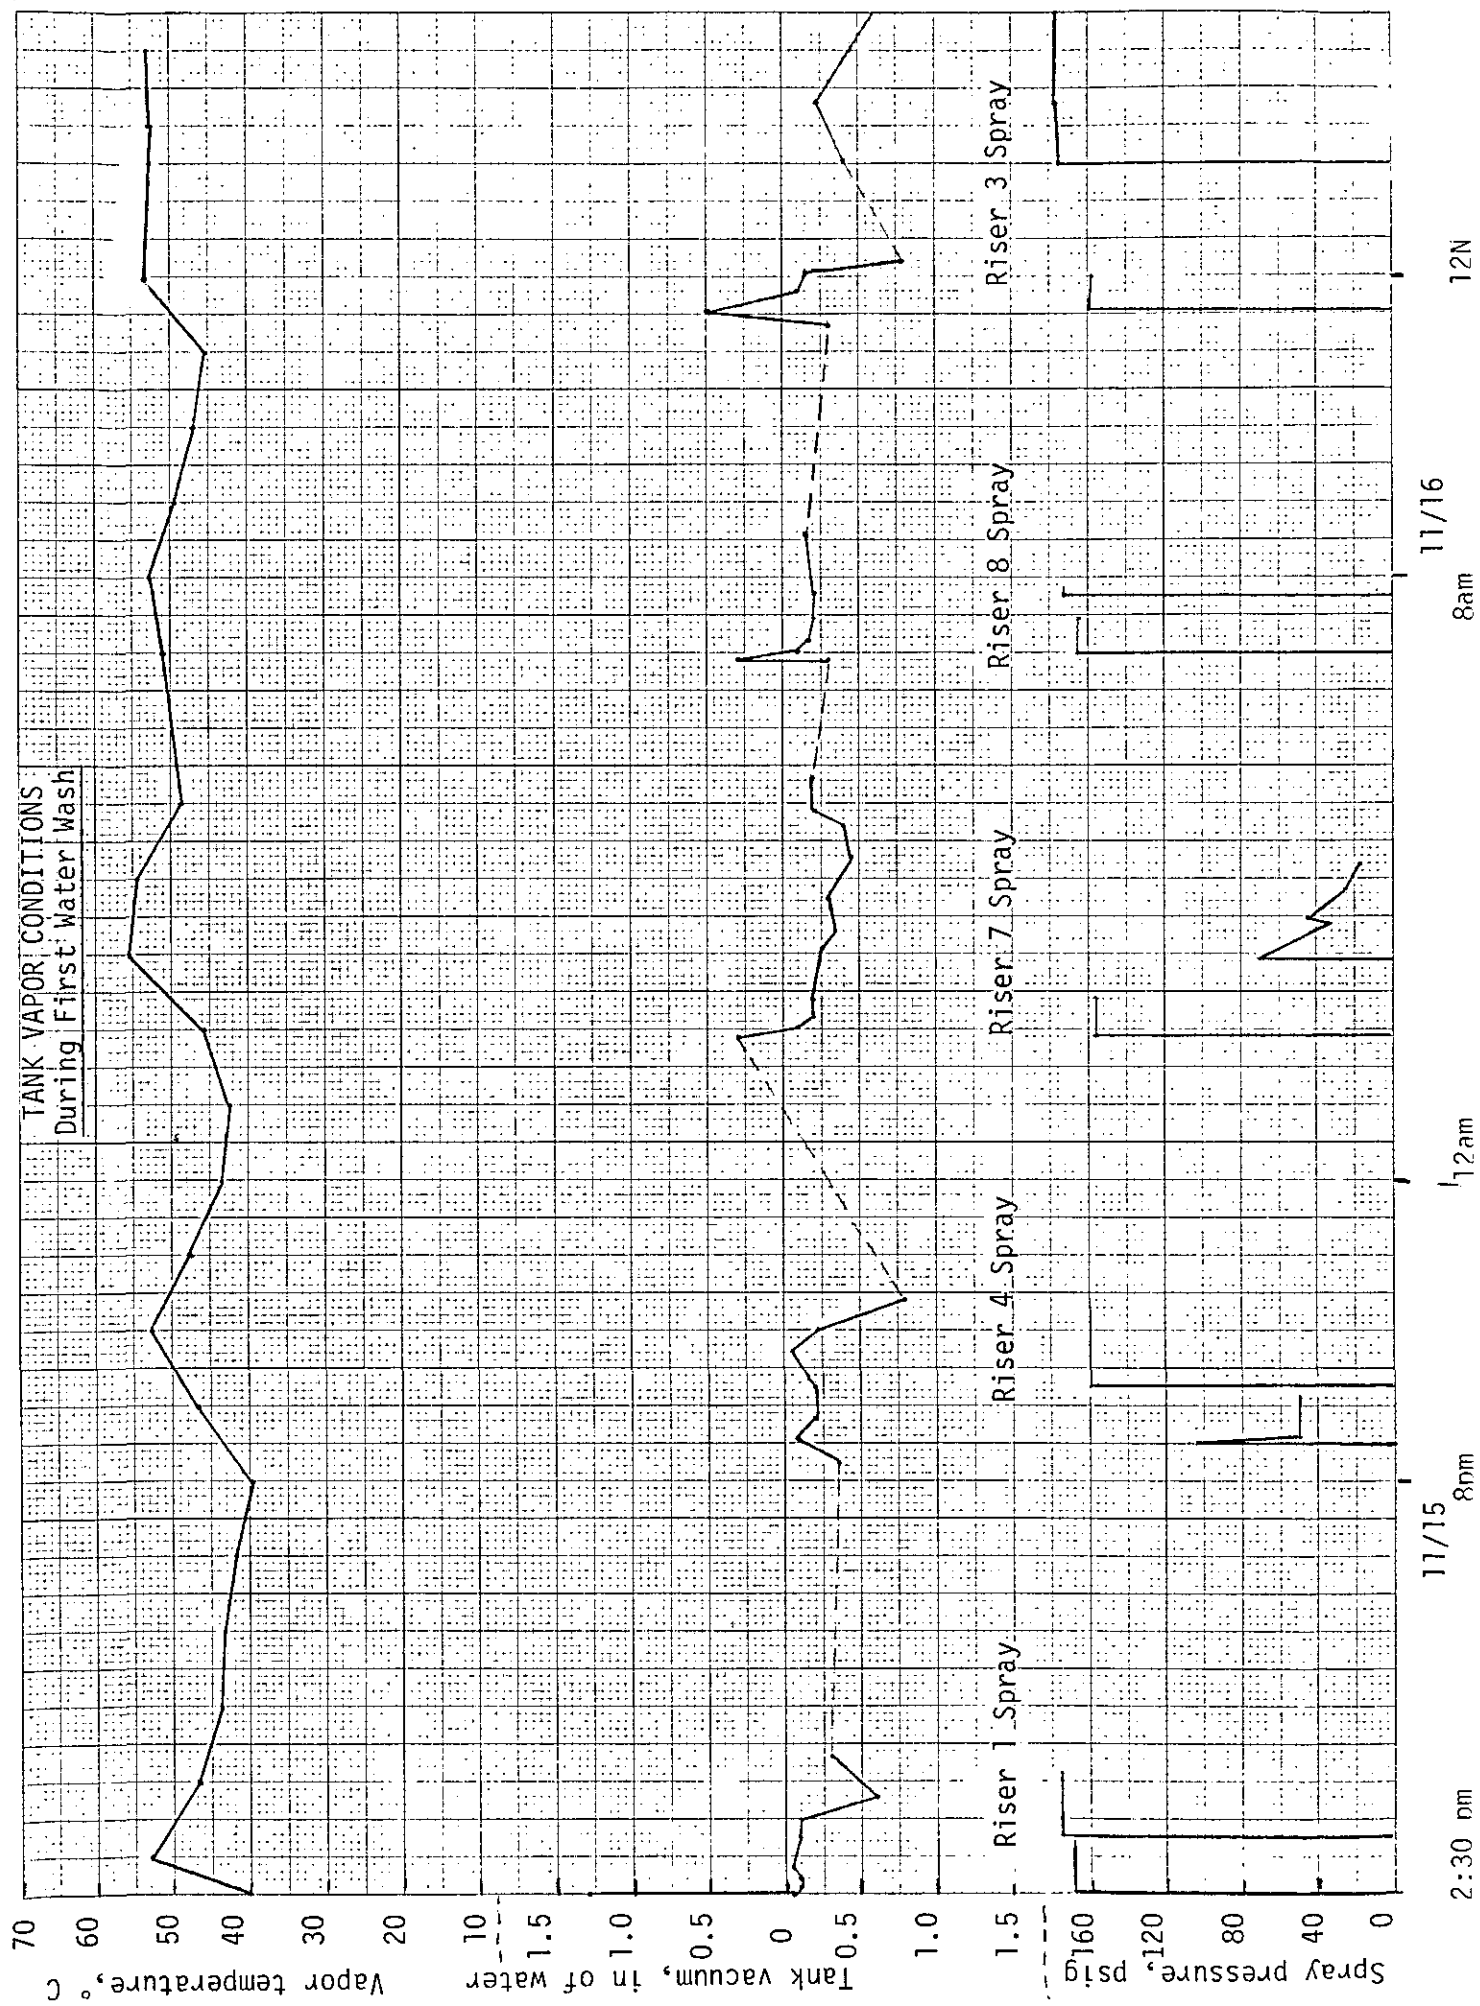 TANK VAPOR CONDITIONS
During First Water Wash
Vapor temperature, °C
70
60
50
40
30
20
10
Tank vacuum, in of water
1.5
1.0
0.5
0
0.5
1.0
1.5
Spray pressure, psig
160
120
80
40
0
Riser 1 Spray
Riser 4 Spray
Riser 7 Spray
Riser 8 Spray
Riser 3 Spray
2:30 pm
8pm
12am
8am
12N
11/15
11/16